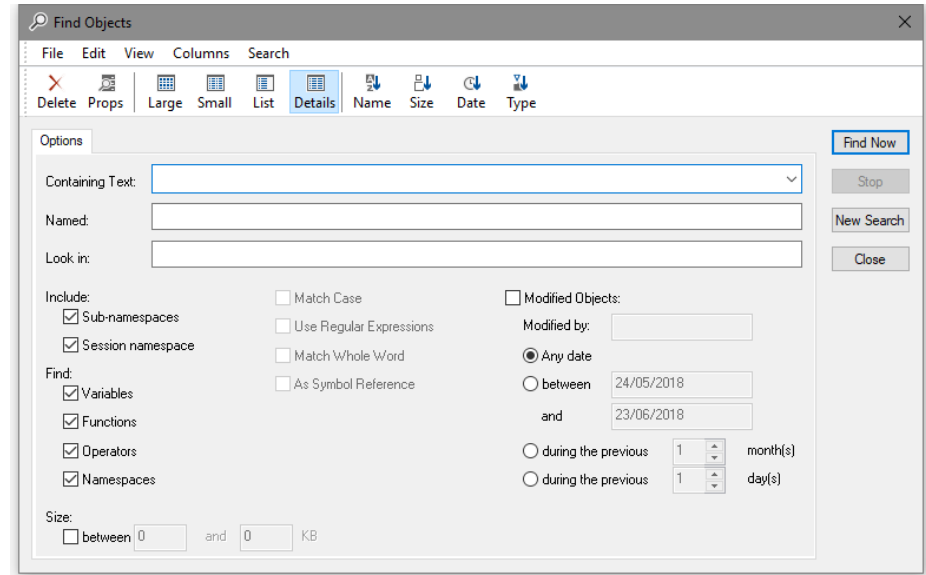 Find Objects
File Edit View Columns Search
Delete Props Large Small List Details Name Size Date Type
Options
Find Now
Containing Text:
Stop
Named:
New Search
Look in:
Close
Include:
Match Case
Modified Objects:
Sub-namespaces
Use Regular Expressions
Modified by:
Session namespace
Match Whole Word
Any date
Find:
As Symbol Reference
between 24/05/2018
Variables
and 23/06/2018
Functions
Operators
during the previous 1 month(s)
Namespaces
during the previous 1 day(s)
Size:
between 0 and 0 KB